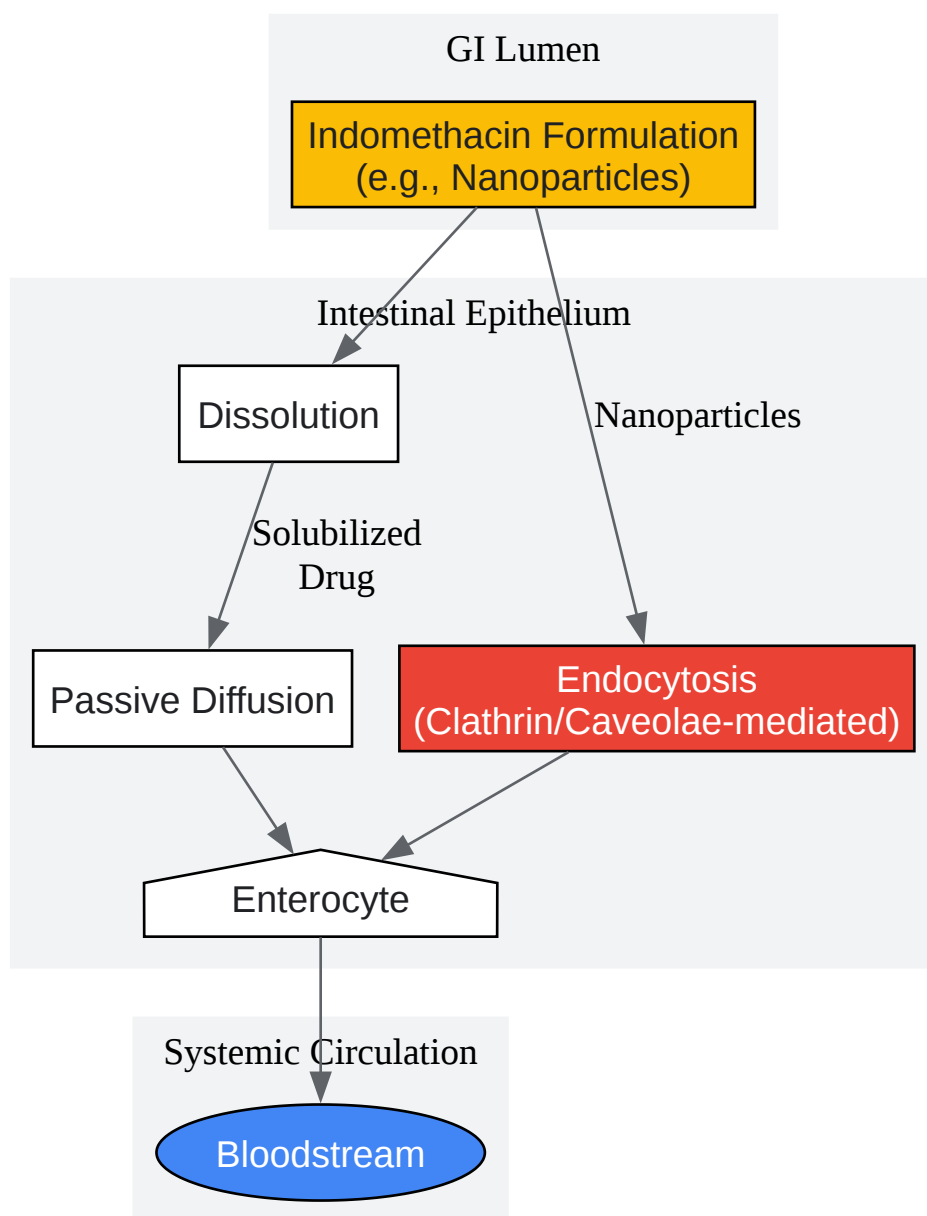 GI Lumen
Indomethacin Formulation
(e.g., Nanoparticles)
Intestinal Epithelium
Dissolution
Nanoparticles
Solubilized
Drug
Passive Diffusion
Endocytosis
(Clathrin/Caveolae-mediated)
Enterocyte
Systemic Circulation
Bloodstream